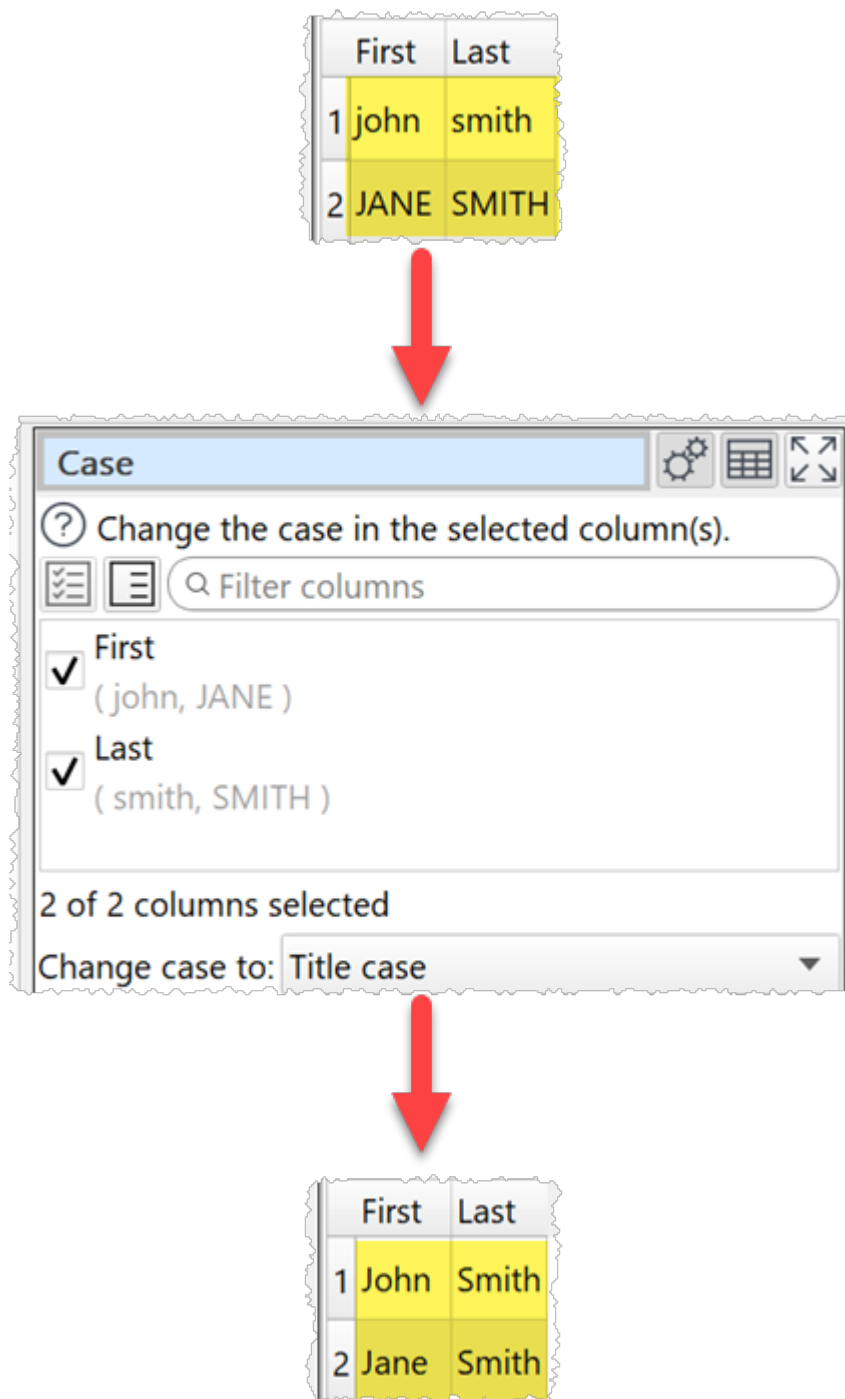 First Last
1 john smith
2 JANE SMITH
Case
Change the case in the selected column(s).
Filter columns
First
( john, JANE )
Last
( smith, SMITH )
2 of 2 columns selected
Change case to: Title case
First Last
1 John Smith
2 Jane Smith